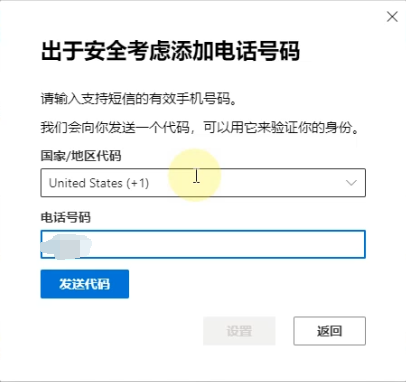 出于安全考虑添加电话号码
请输入支持短信的有效手机号码。
我们会向你发送一个代码，可以用它来验证你的身份。
国家/地区代码
United States (+1)
电话号码
发送代码
设置
返回